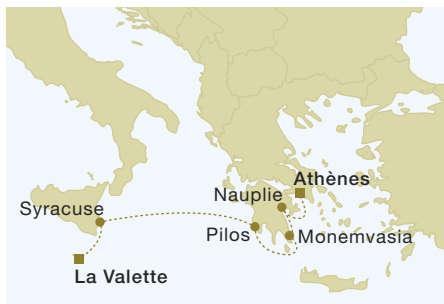 Athènes
Nauplie
Syracuse
Pilos
Monemvasia
La Valette